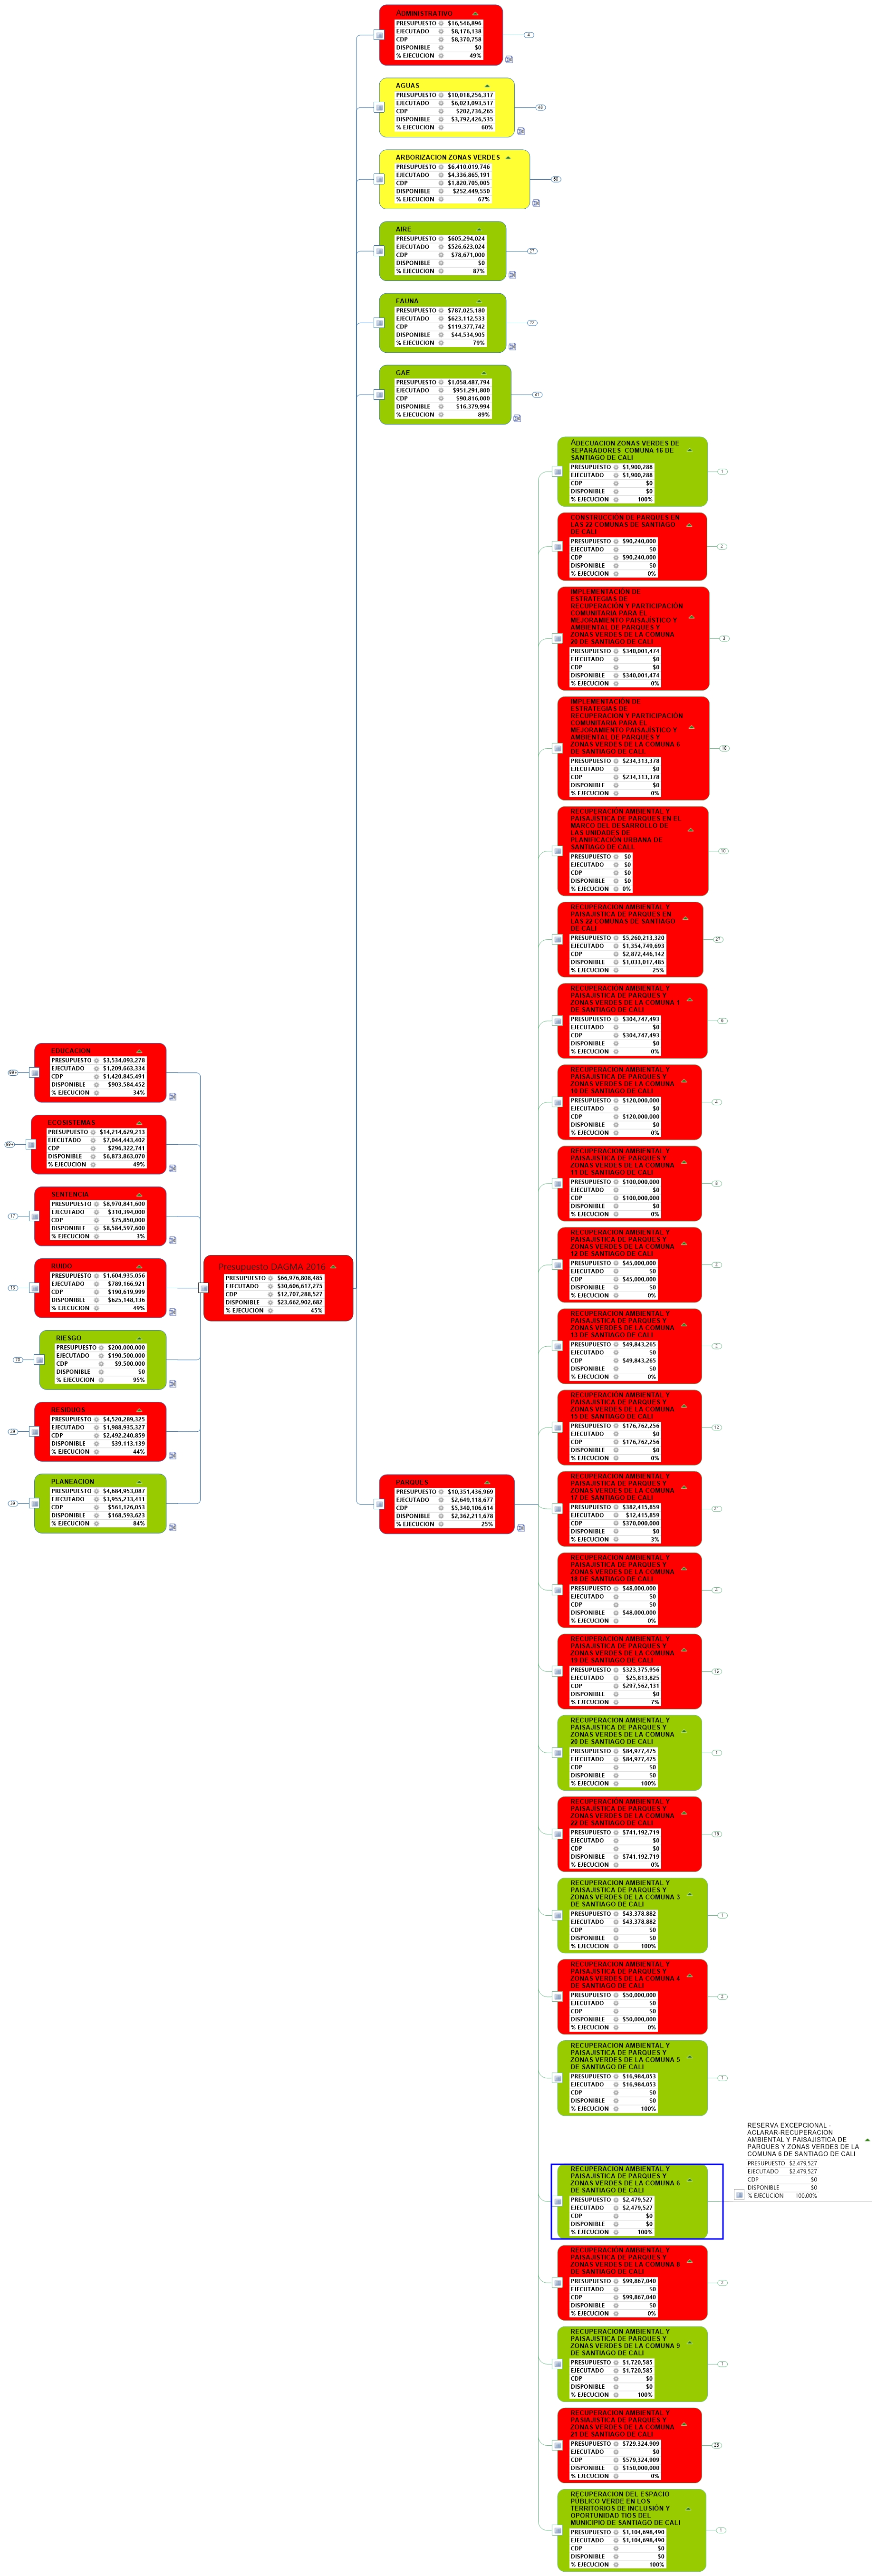 ADMINISTRATIVO
PRESUPUESTO $16,546,896
EJECUTADO $8,176,138
CDP $8,370,758
DISPONIBLE $0
% EJECUCION 49%
4
AGUAS
PRESUPUESTO $10,018,256,317
EJECUTADO $6,023,093,517
CDP $202,736,265
DISPONIBLE $3,792,426,535
% EJECUCION 60%
ARBORIZACION ZONAS VERDES
PRESUPUESTO $6,410,019,746
EJECUTADO $4,336,865,191
CDP $1,820,705,005
DISPONIBLE $252,449,550
% EJECUCION 67%
AIRE
PRESUPUESTO $605,294,024
EJECUTADO $526,623,024
CDP $78,671,000
DISPONIBLE $0
% EJECUCION 87%
FAUNA
PRESUPUESTO $787,025,180
EJECUTADO $623,112,533
CDP $119,377,742
DISPONIBLE $44,534,905
% EJECUCION 79%
GAE
PRESUPUESTO $1,058,487,794
EJECUTADO $951,291,800
CDP $90,816,000
DISPONIBLE $16,379,994
% EJECUCION 89%
EDUCACION
PRESUPUESTO $3,534,093,278
EJECUTADO $1,209,663,334
CDP $1,420,845,491
DISPONIBLE $903,584,452
% EJECUCION 34%
ECOSISTEMAS
PRESUPUESTO $14,214,629,213
EJECUTADO $7,044,443,402
CDP $296,322,741
DISPONIBLE $6,873,863,070
% EJECUCION 49%
SENTENCIA
PRESUPUESTO $8,970,841,600
EJECUTADO $310,394,000
CDP $75,850,000
DISPONIBLE $8,584,597,600
% EJECUCION 3%
17
RUIDO
PRESUPUESTO $1,604,935,056
EJECUTADO $789,166,921
CDP $190,619,999
DISPONIBLE $625,148,136
% EJECUCION 49%
RIESGO
PRESUPUESTO $200,000,000
EJECUTADO $190,500,000
CDP $9,500,000
DISPONIBLE $0
% EJECUCION 95%
RESIDUOS
PRESUPUESTO $4,520,289,325
EJECUTADO $1,988,935,327
CDP $2,492,240,859
DISPONIBLE $39,113,139
% EJECUCION 44%
PLANEACION
PRESUPUESTO $4,684,953,087
EJECUTADO $3,955,233,411
CDP $561,126,053
DISPONIBLE $168,593,623
% EJECUCION 84%
Presupuesto DAGMA 2016
PRESUPUESTO $66,976,808,485
EJECUTADO $30,606,617,275
CDP $12,707,288,527
DISPONIBLE $23,662,902,682
% EJECUCION 45%
PARQUES
PRESUPUESTO $10,351,436,969
EJECUTADO $2,649,118,677
CDP $5,340,106,614
DISPONIBLE $2,362,211,678
% EJECUCION 25%
ADECUACION ZONAS VERDES DE
SEPARADORES COMUNA 16 DE
SANTIAGO DE CALI
PRESUPUESTO $1,900,288
EJECUTADO $1,900,288
CDP $0
DISPONIBLE $0
% EJECUCION 100%
1
CONSTRUCCIÓN DE PARQUES EN
LAS 22 COMUNAS DE SANTIAGO
DE CALI
PRESUPUESTO $90,240,000
EJECUTADO $0
CDP $90,240,000
DISPONIBLE $0
% EJECUCION 0%
2
IMPLEMENTACIÓN DE
ESTRATEGIAS DE
RECUPERACIÓN Y PARTICIPACIÓN
COMUNITARIA PARA EL
MEJORAMIENTO PAISAJÍSTICO Y
AMBIENTAL DE PARQUES Y
ZONAS VERDES DE LA COMUNA
20 DE SANTIAGO DE CALI
PRESUPUESTO $340,001,474
EJECUTADO $0
CDP $0
DISPONIBLE $340,001,474
% EJECUCION 0%
3
IMPLEMENTACIÓN DE
ESTRATEGIAS DE
RECUPERACIÓN Y PARTICIPACIÓN
COMUNITARIA PARA EL
MEJORAMIENTO PAISAJÍSTICO Y
AMBIENTAL DE PARQUES Y
ZONAS VERDES DE LA COMUNA 6
DE SANTIAGO DE CALI
PRESUPUESTO $234,313,378
EJECUTADO $0
CDP $234,313,378
DISPONIBLE $0
% EJECUCION 0%
RECUPERACIÓN AMBIENTAL Y
PAISAJISTICA DE PARQUES EN EL
MARCO DEL DESARROLLO DE
LAS UNIDADES DE
PLANIFICACIÓN URBANA DE
SANTIAGO DE CALI
PRESUPUESTO $0
EJECUTADO $0
CDP $0
DISPONIBLE $0
% EJECUCION 0%
10
RECUPERACION AMBIENTAL Y
PAISAJISTICA DE PARQUES EN
LAS 22 COMUNAS DE SANTIAGO
DE CALI
PRESUPUESTO $5,260,213,320
EJECUTADO $1,354,749,693
CDP $2,872,446,142
DISPONIBLE $1,033,017,485
% EJECUCION 25%
27
RECUPERACION AMBIENTAL Y
PAISAJISTICA DE PARQUES Y
ZONAS VERDES DE LA COMUNA 1
DE SANTIAGO DE CALI
PRESUPUESTO $304,747,493
EJECUTADO $0
CDP $304,747,493
DISPONIBLE $0
% EJECUCION 0%
RECUPERACION AMBIENTAL Y
PAISAJISTICA DE PARQUES Y
ZONAS VERDES DE LA COMUNA
10 DE SANTIAGO DE CALI
PRESUPUESTO $120,000,000
EJECUTADO $0
CDP $120,000,000
DISPONIBLE $0
% EJECUCION 0%
4
RECUPERACION AMBIENTAL Y
PAISAJISTICA DE PARQUES Y
ZONAS VERDES DE LA COMUNA
11 DE SANTIAGO DE CALI
PRESUPUESTO $100,000,000
EJECUTADO $0
CDP $100,000,000
DISPONIBLE $0
% EJECUCION 0%
RECUPERACION AMBIENTAL Y
PAISAJISTICA DE PARQUES Y
ZONAS VERDES DE LA COMUNA
12 DE SANTIAGO DE CALI
PRESUPUESTO $45,000,000
EJECUTADO $0
CDP $45,000,000
DISPONIBLE $0
% EJECUCION 0%
2
RECUPERACION AMBIENTAL Y
PAISAJISTICA DE PARQUES Y
ZONAS VERDES DE LA COMUNA
13 DE SANTIAGO DE CALI
PRESUPUESTO $49,843,265
EJECUTADO $0
CDP $49,843,265
DISPONIBLE $0
% EJECUCION 0%
2
RECUPERACION AMBIENTAL Y
PAISAJISTICA DE PARQUES Y
ZONAS VERDES DE LA COMUNA
15 DE SANTIAGO DE CALI
PRESUPUESTO $176,762,256
EJECUTADO $0
CDP $176,762,256
DISPONIBLE $0
% EJECUCION 0%
12
RECUPERACION AMBIENTAL Y
PAISAJISTICA DE PARQUES Y
ZONAS VERDES DE LA COMUNA
17 DE SANTIAGO DE CALI
PRESUPUESTO $382,415,859
EJECUTADO $12,415,859
CDP $370,000,000
DISPONIBLE $0
% EJECUCION 3%
21
RECUPERACION AMBIENTAL Y
PAISAJISTICA DE PARQUES Y
ZONAS VERDES DE LA COMUNA
18 DE SANTIAGO DE CALI
PRESUPUESTO $48,000,000
EJECUTADO $0
CDP $0
DISPONIBLE $48,000,000
% EJECUCION 0%
4
RECUPERACION AMBIENTAL Y
PAISAJISTICA DE PARQUES Y
ZONAS VERDES DE LA COMUNA
19 DE SANTIAGO DE CALI
PRESUPUESTO $323,375,956
EJECUTADO $25,813,825
CDP $297,562,131
DISPONIBLE $0
% EJECUCION 7%
RECUPERACION AMBIENTAL Y
PAISAJISTICA DE PARQUES Y
ZONAS VERDES DE LA COMUNA
20 DE SANTIAGO DE CALI
PRESUPUESTO $84,977,475
EJECUTADO $84,977,475
CDP $0
DISPONIBLE $0
% EJECUCION 100%
1
RECUPERACION AMBIENTAL Y
PAISAJISTICA DE PARQUES Y
ZONAS VERDES DE LA COMUNA
22 DE SANTIAGO DE CALI
PRESUPUESTO $741,192,719
EJECUTADO $0
CDP $0
DISPONIBLE $741,192,719
% EJECUCION 0%
RECUPERACION AMBIENTAL Y
PAISAJISTICA DE PARQUES Y
ZONAS VERDES DE LA COMUNA 3
DE SANTIAGO DE CALI
PRESUPUESTO $43,378,882
EJECUTADO $43,378,882
CDP $0
DISPONIBLE $0
% EJECUCION 100%
1
RECUPERACION AMBIENTAL Y
PAISAJISTICA DE PARQUES Y
ZONAS VERDES DE LA COMUNA 4
DE SANTIAGO DE CALI
PRESUPUESTO $50,000,000
EJECUTADO $0
CDP $0
DISPONIBLE $50,000,000
% EJECUCION 0%
2
RECUPERACION AMBIENTAL Y
PAISAJISTICA DE PARQUES Y
ZONAS VERDES DE LA COMUNA 5
DE SANTIAGO DE CALI
PRESUPUESTO $16,984,053
EJECUTADO $16,984,053
CDP $0
DISPONIBLE $0
% EJECUCION 100%
1
RECUPERACION AMBIENTAL Y
PAISAJISTICA DE PARQUES Y
ZONAS VERDES DE LA COMUNA 6
DE SANTIAGO DE CALI
PRESUPUESTO $2,479,527
EJECUTADO $2,479,527
CDP $0
DISPONIBLE $0
% EJECUCION 100%
RESERVA EXCEPCIONAL -
ACLARAR-RECUPERACION
AMBIENTAL Y PAISAJISTICA DE
PARQUES Y ZONAS VERDES DE LA
COMUNA 6 DE SANTIAGO DE CALI
PRESUPUESTO $2,479,527
EJECUTADO $2,479,527
CDP $0
DISPONIBLE $0
% EJECUCION 100.00%
RECUPERACION AMBIENTAL Y
PAISAJISTICA DE PARQUES Y
ZONAS VERDES DE LA COMUNA 8
DE SANTIAGO DE CALI
PRESUPUESTO $99,867,040
EJECUTADO $0
CDP $99,867,040
DISPONIBLE $0
% EJECUCION 0%
2
RECUPERACION AMBIENTAL Y
PAISAJISTICA DE PARQUES Y
ZONAS VERDES DE LA COMUNA 9
DE SANTIAGO DE CALI
PRESUPUESTO $1,720,585
EJECUTADO $1,720,585
CDP $0
DISPONIBLE $0
% EJECUCION 100%
1
RECUPERACION AMBIENTAL Y
PASIAJISTICA DE PARQUES Y
ZONAS VERDES DE LA COMUNA
21 DE SANTIAGO DE CALI
PRESUPUESTO $729,324,909
EJECUTADO $0
CDP $579,324,909
DISPONIBLE $150,000,000
% EJECUCION 0%
RECUPERACION DEL ESPACIO
PÚBLICO VERDE EN LOS
TERRITORIOS DE INCLUSIÓN Y
OPORTUNIDAD TIOS DEL
MUNICIPIO DE SANTIAGO DE CALI
PRESUPUESTO $1,104,698,490
EJECUTADO $1,104,698,490
CDP $0
DISPONIBLE $0
% EJECUCION 100%
1